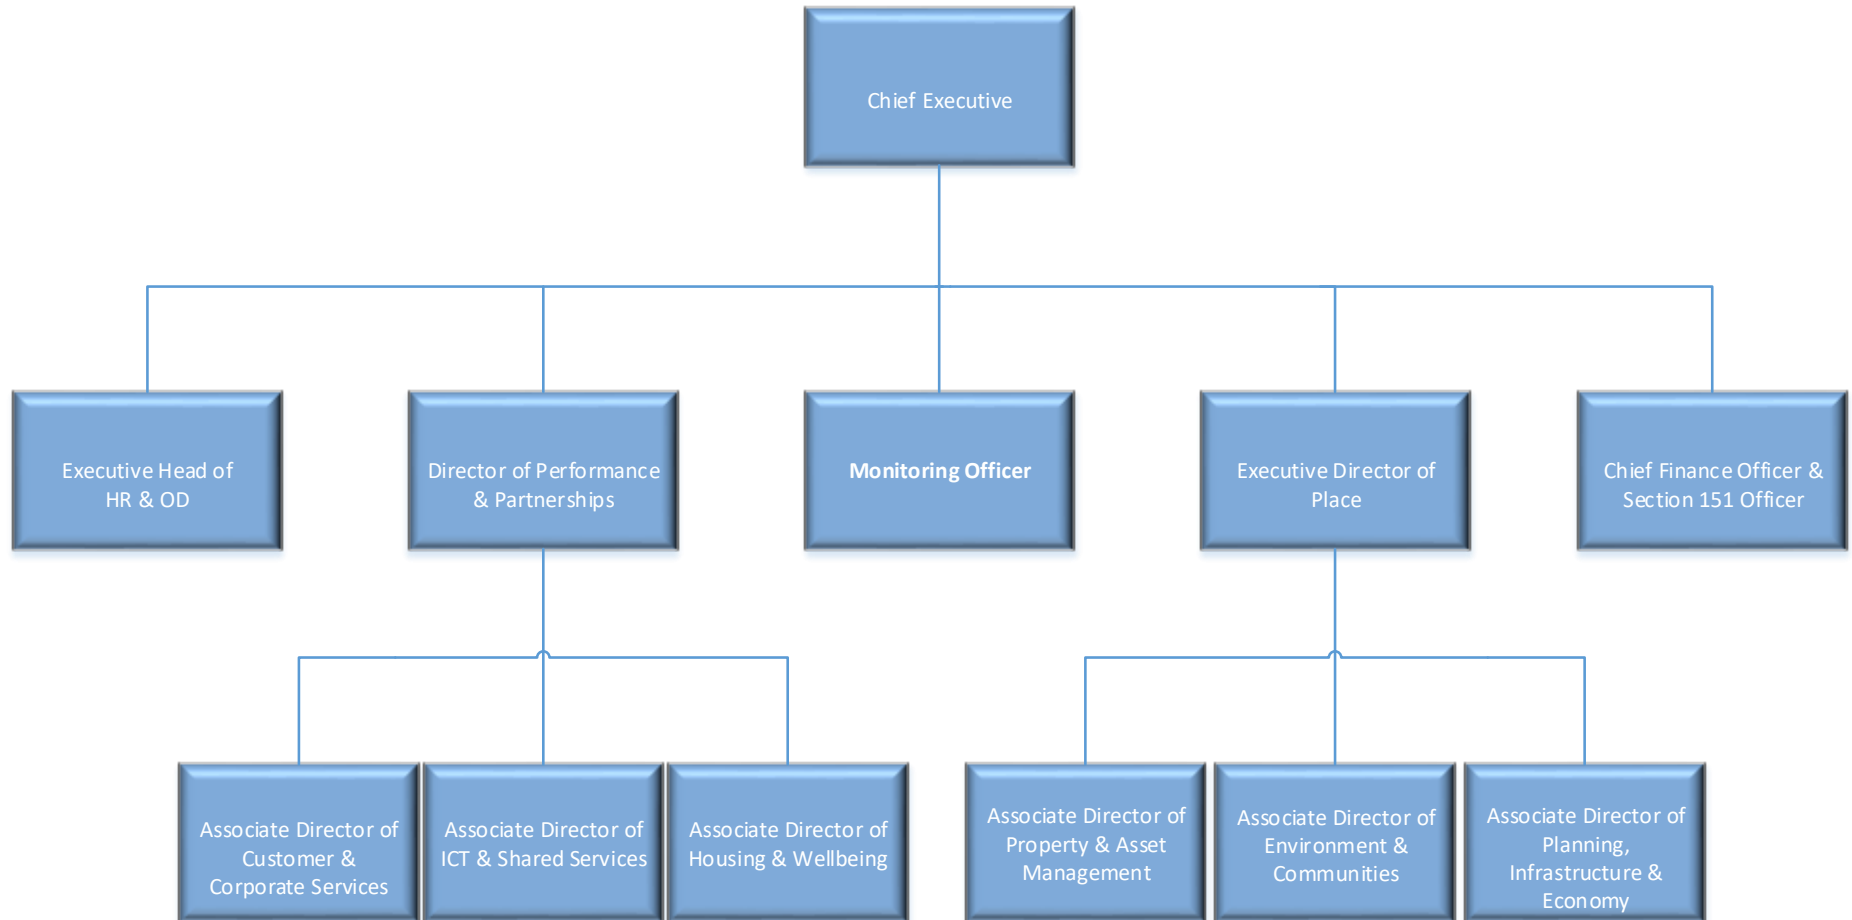 Chief Executive
Executive Head of
HR & OD
Director of Performance
& Partnerships
Monitoring Officer
Executive Director of
Place
Chief Finance Officer &
Section 151 Officer
Associate Director of
Customer &
Corporate Services
Associate Director of
ICT & Shared Services
Associate Director of
Housing & Wellbeing
Associate Director of
Property & Asset
Management
Associate Director of
Environment &
Communities
Associate Director of
Planning,
Infrastructure &
Economy